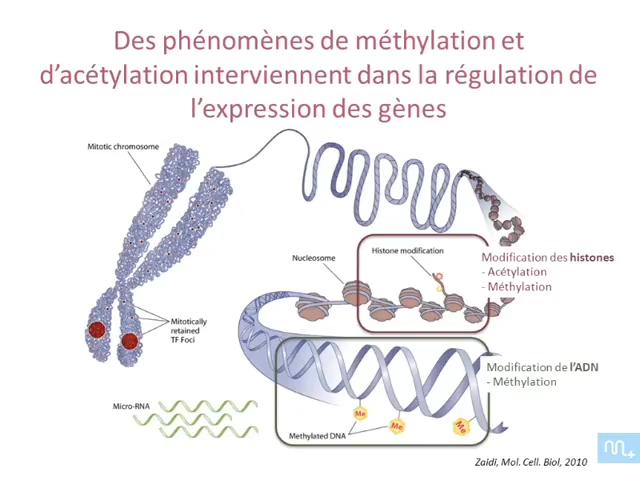 Des phénomènes de méthylation et
d’acétylation interviennent dans la régulation de
l’expression des gènes
Mitotic chromosome
Nucleosome
Histone modification
Modification des histones
- Acétylation
- Méthylation
Mitotically
retained
TF Foci
Modification de l’ADN
- Méthylation
Micro-RNA
Me
Me
Me
Methylated DNA
Zaidi, Mol. Cell. Biol, 2010